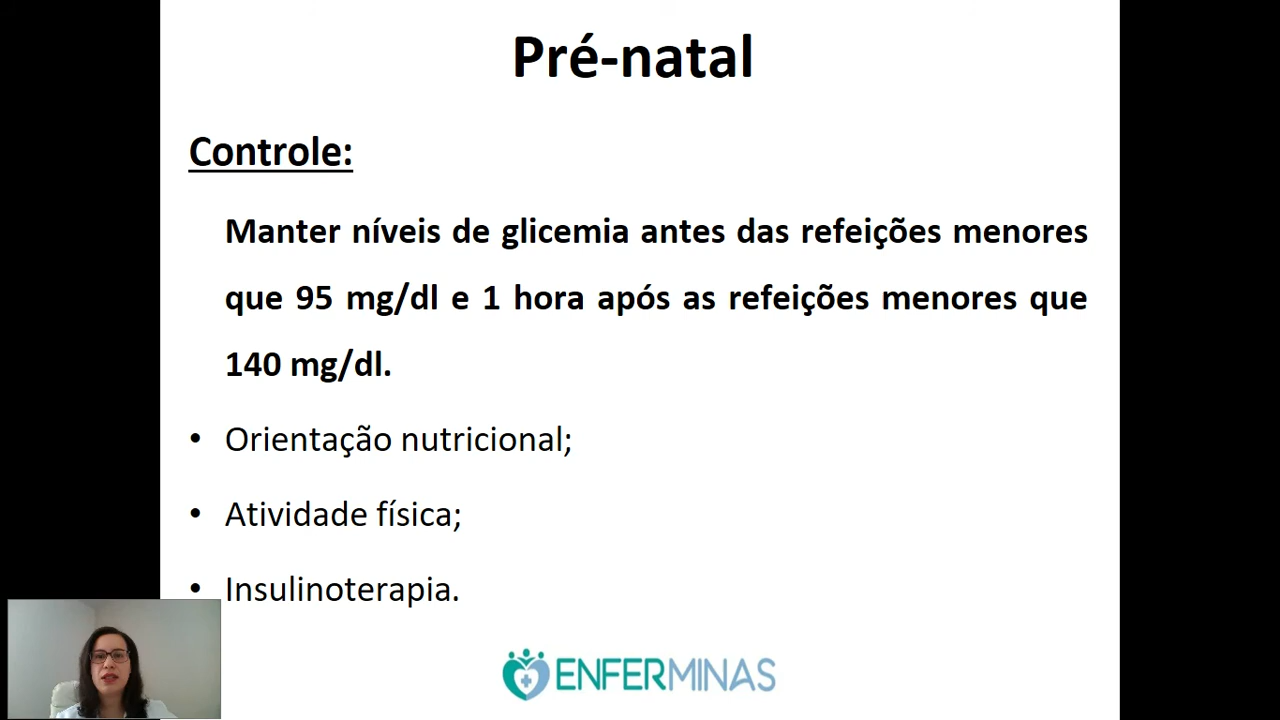 Pré-natal
Controle:
Manter níveis de glicemia antes das refeições menores
que 95 mg/dl e 1 hora após as refeições menores que
140 mg/dl.
• Orientação nutricional;
• Atividade física;
• Insulinoterapia.
ENFERMINAS